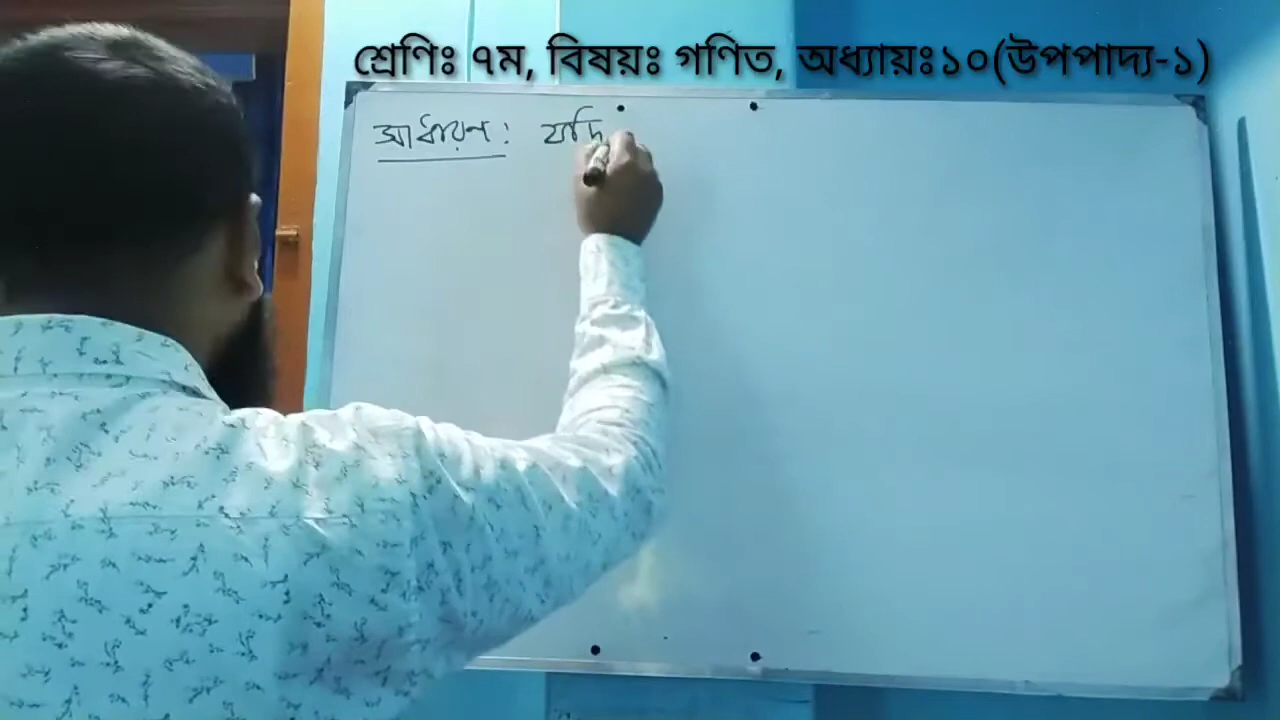 শ্রেণিঃ ৭ম, বিষয়ঃ গণিত, অধ্যায়ঃ১০(উপপাদ্য-১)
সাধারণ : যদি